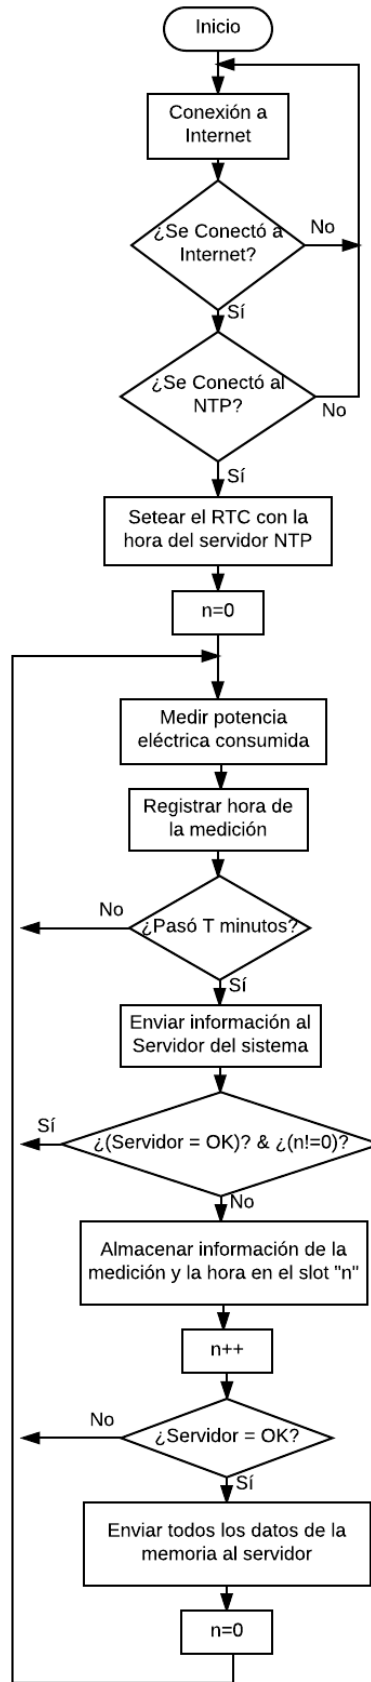 Inicio
Conexión a
Internet
¿Se Conectó a
Internet?
No
Sí
¿Se Conectó al
NTP?
No
Sí
Setear el RTC con la
hora del servidor NTP
n=0
Medir potencia
eléctrica consumida
Registrar hora de
la medición
No
¿Pasó T minutos?
Sí
Enviar información al
Servidor del sistema
Sí
¿(Servidor = OK)? & ¿(n!=0)?
No
Almacenar información de la
medición y la hora en el slot "n"
n++
No
¿Servidor = OK?
Sí
Enviar todos los datos de la
memoria al servidor
n=0